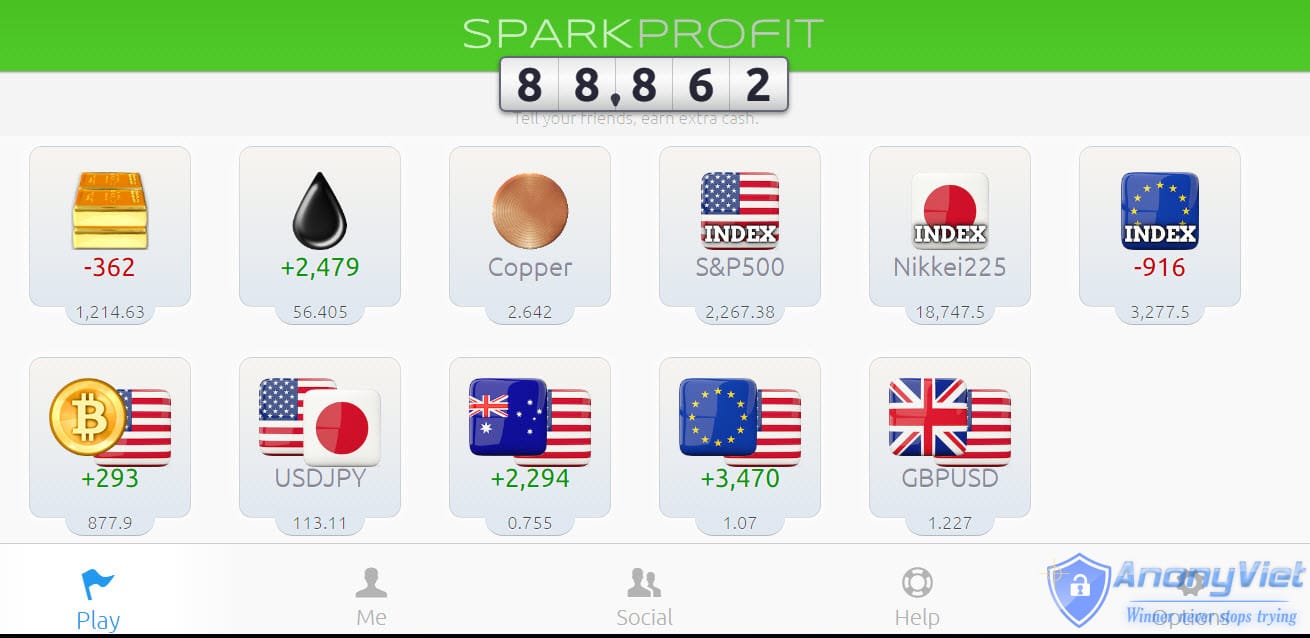 SPARKPROFIT
88,862
Tell your friends, earn extra cash.
INDEX
INDEX
INDEX
-362
+2,479
Copper
S&P500
Nikkei225
-916
1,214.63
56.405
2.642
2,267.38
18,747.5
3,277.5
+293
USDJPY
+2,294
+3,470
GBPUSD
877.9
113.11
0.755
1.07
1.227
AnonyViet
Play
Me
Social
Help
Options
Winner never stops trying